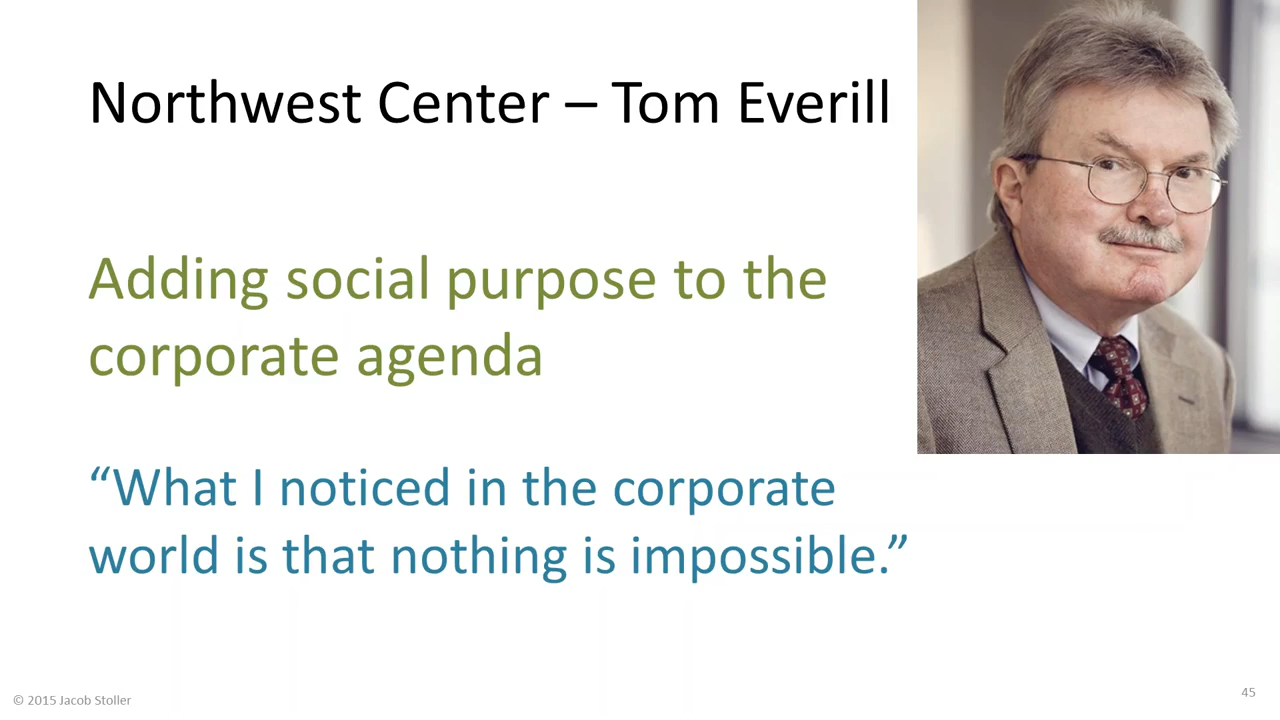 Northwest Center – Tom Everill
Adding social purpose to the
corporate agenda
“What I noticed in the corporate
world is that nothing is impossible.”
© 2015 Jacob Stoller
45